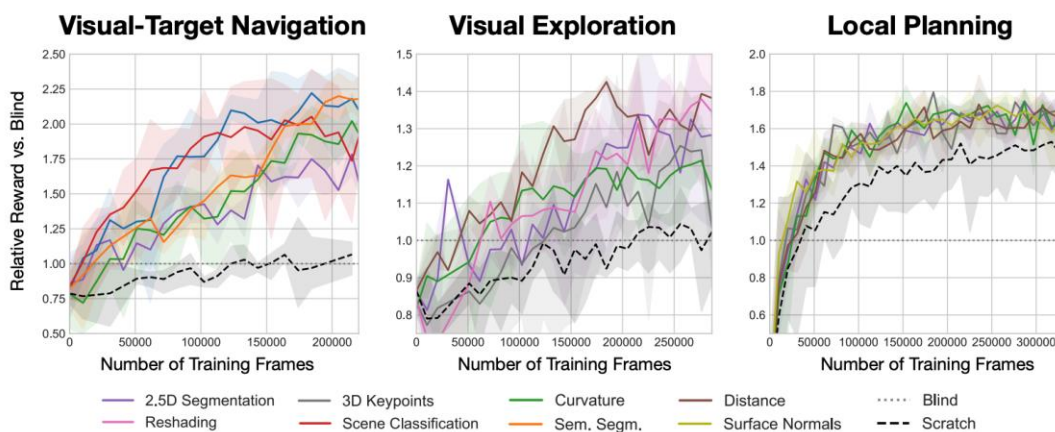 Visual-Target Navigation Visual Exploration Local Planning
Relative Reward vs. Blind
2.50
2.25
2.00
1.75
1.50
1.25
1.00
0.75
0.50
0 50000 100000 150000 200000
Number of Training Frames
1.5
1.4
1.3
1.2
1.1
1.0
0.9
0.8
0 50000 100000 150000 200000 250000
Number of Training Frames
2.0
1.8
1.6
1.4
1.2
1.0
0.8
0.6
0 50000 100000 150000 200000 250000 300000
Number of Training Frames
2.5D Segmentation 3D Keypoints Curvature Distance Blind
Reshading Scene Classification Sem. Segm. Surface Normals Scratch